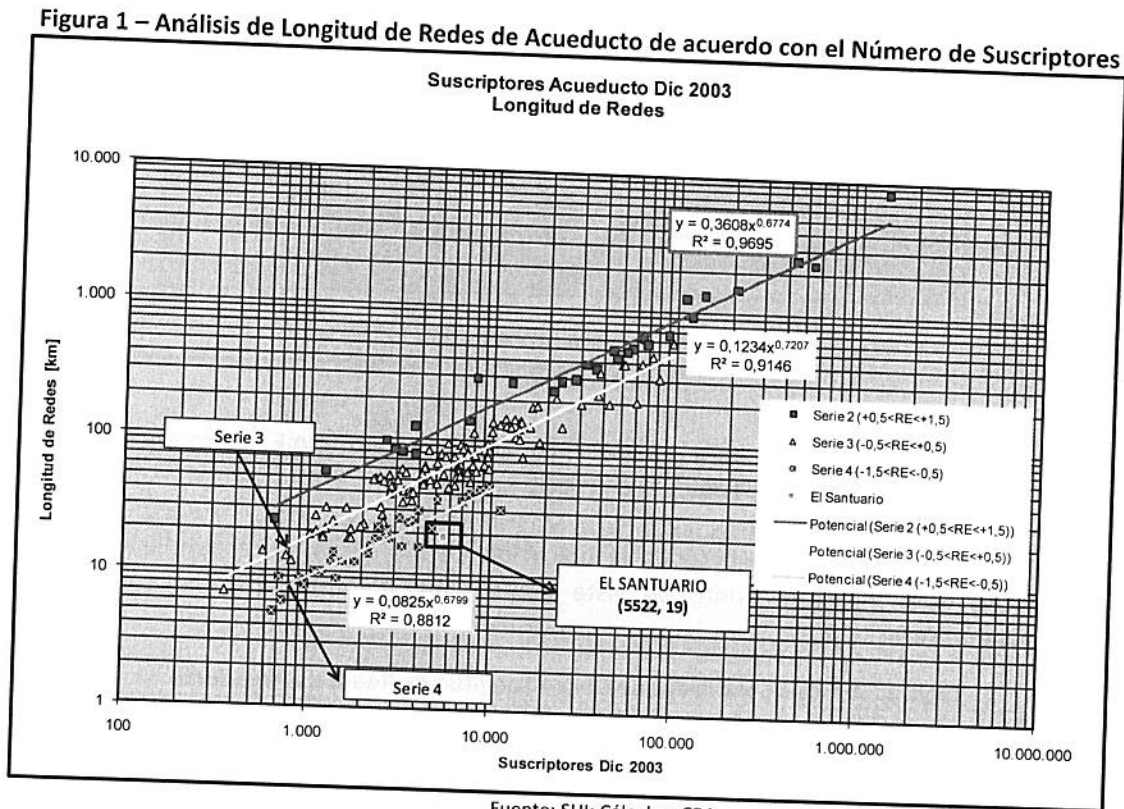 Figura 1 – Análisis de Longitud de Redes de Acueducto de acuerdo con el Número de Suscriptores
Suscriptores Acueducto Dic 2003
Longitud de Redes
10.000
1.000
100
10
1
Longitud de Redes [km]
y = 0,3608x^0,6774
R² = 0,9695
y = 0,1234x^0,7207
R² = 0,9146
Serie 3
Serie 2 (+0,5<RE<+1,5)
Serie 3 (-0,5<RE<+0,5)
Serie 4 (-1,5<RE<-0,5)
El Santuario
Potencial (Serie 2 (+0,5<RE<+1,5))
Potencial (Serie 3 (-0,5<RE<+0,5))
Potencial (Serie 4 (-1,5<RE<-0,5))
EL SANTUARIO
(5522, 19)
y = 0,0825x^0,6799
R² = 0,8812
Serie 4
100
1.000
10.000
100.000
1.000.000
10.000.000
Suscriptores Dic 2003
Fuente: SUI;